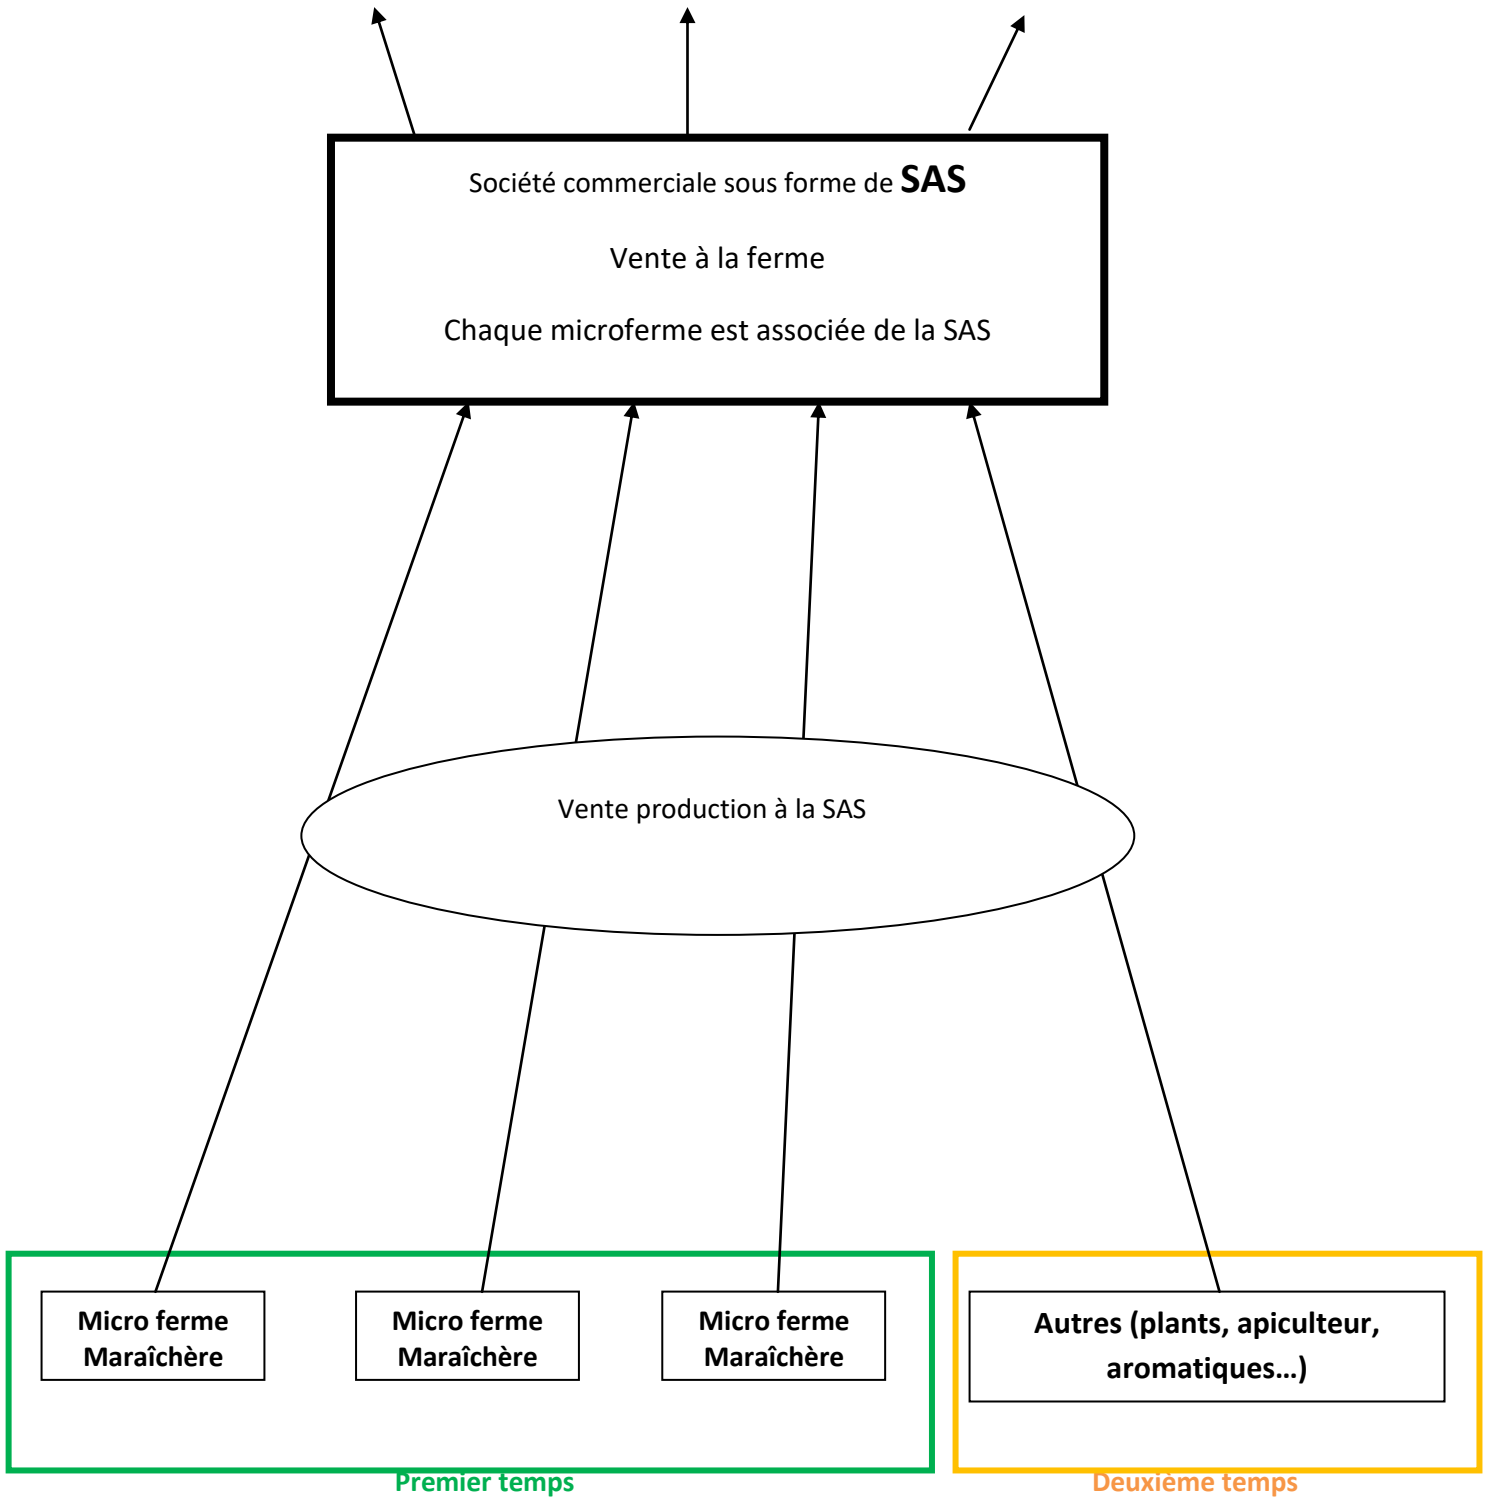 Société commerciale sous forme de SAS
Vente à la ferme
Chaque microferme est associée de la SAS
Vente production à la SAS
Micro ferme
Maraîchère
Micro ferme
Maraîchère
Micro ferme
Maraîchère
Autres (plants, apiculteur,
aromatiques…)
Premier temps
Deuxième temps